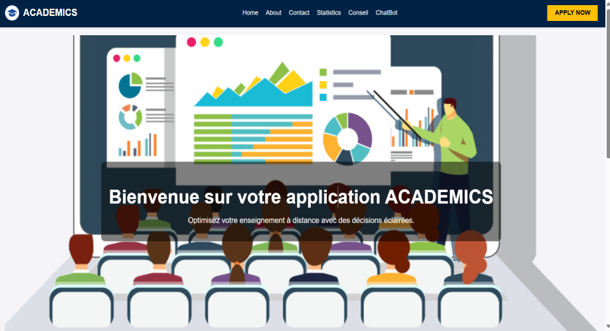 ACADEMICS
Home About Contact Statistics Conseil ChatBot
APPLY NOW
Bienvenue sur votre application ACADEMICS
Optimisez votre enseignement à distance avec des décisions éclairées.